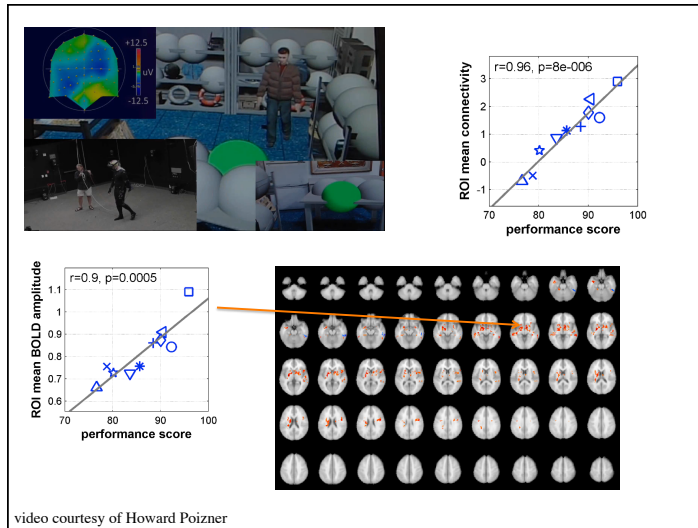 +12.5
uV
-12.5
r=0.96, p=8e-006
ROI mean connectivity
3
2
1
0
-1
70
80
90
100
performance score
r=0.9, p=0.0005
ROI mean BOLD amplitude
1.1
1
0.9
0.8
0.7
0.6
70
80
90
100
performance score
video courtesy of Howard Poizner